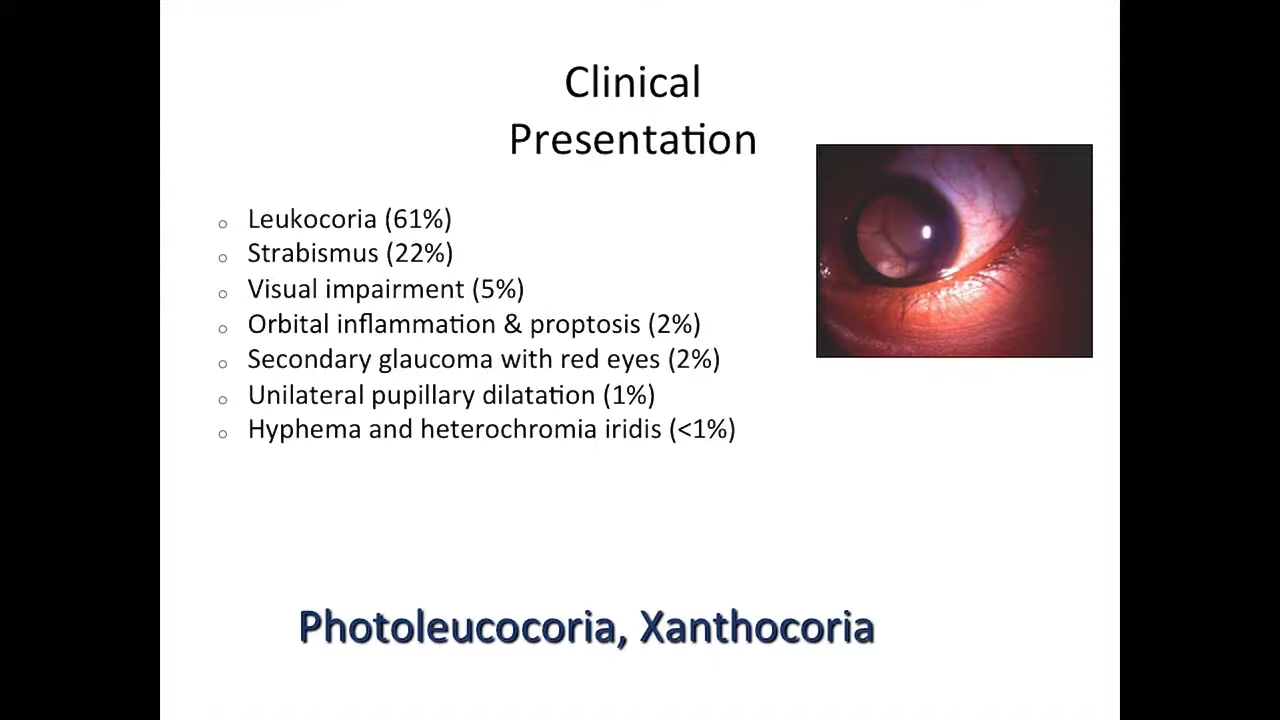 Clinical
Presentation
Leukocoria (61%)
Strabismus (22%)
Visual impairment (5%)
Orbital inflammation & proptosis (2%)
Secondary glaucoma with red eyes (2%)
Unilateral pupillary dilatation (1%)
Hyphema and heterochromia iridis (<1%)
Photoleucocoria, Xanthocoria